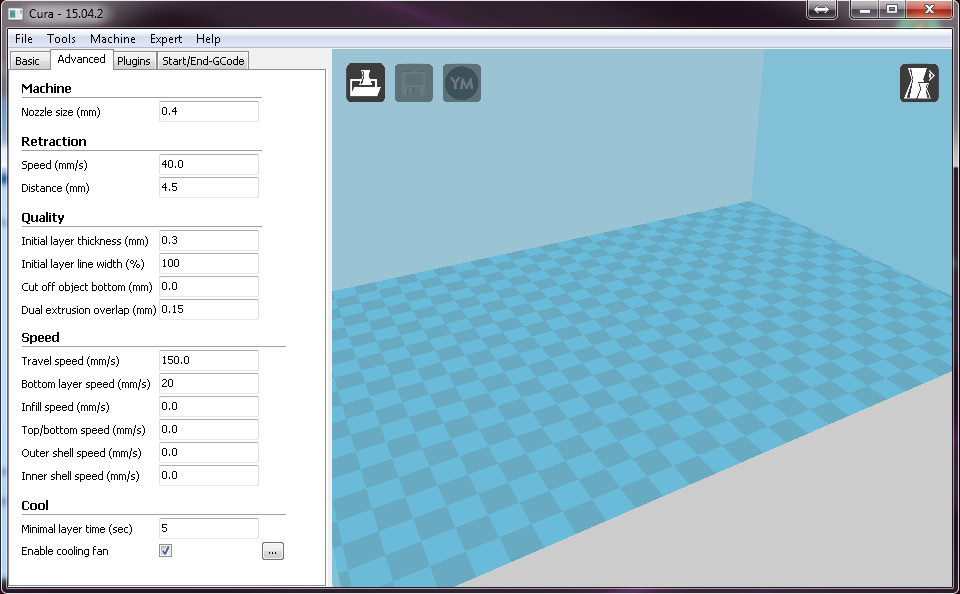 Cura - 15.04.2
File Tools Machine Expert Help
Basic Advanced Plugins Start/End-GCode
Machine
Nozzle size (mm) 0.4
Retraction
Speed (mm/s) 40.0
Distance (mm) 4.5
Quality
Initial layer thickness (mm) 0.3
Initial layer line width (%) 100
Cut off object bottom (mm) 0.0
Dual extrusion overlap (mm) 0.15
Speed
Travel speed (mm/s) 150.0
Bottom layer speed (mm/s) 20
Infill speed (mm/s) 0.0
Top/bottom speed (mm/s) 0.0
Outer shell speed (mm/s) 0.0
Inner shell speed (mm/s) 0.0
Cool
Minimal layer time (sec) 5
Enable cooling fan ...
YM